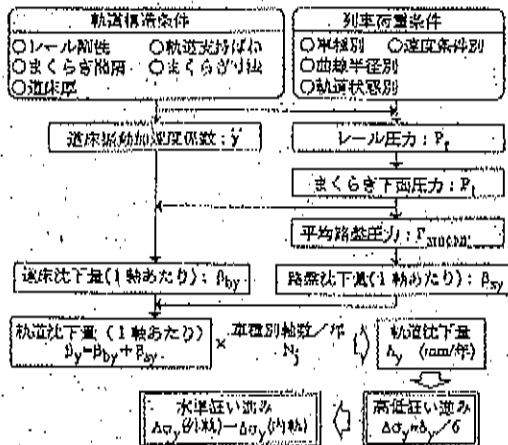 軌道構造条件
○レール剛性 ○軌道支持ばね
○まくらぎ間隔 ○まくらぎ寸法
○道床厚
列車荷重条件
○車種別 ○速度条件別
○曲線半径別
○軌道状態別
道床振動加速度係数：ÿ
レール圧力：Pr
まくらぎ下面圧力：Pt
平均路盤圧力：
道床沈下量(1軸あたり)：βby
路盤沈下量(1軸あたり)：βsy
軌道沈下量（1軸あたり）
βy=βby+βsy
×
車種別軸数／年
Nj
軌道沈下量
(mm/年)
高低狂い進み
Δσy=δy／6
水準狂い進み
Δσy(外軌)－Δσy(内軌)